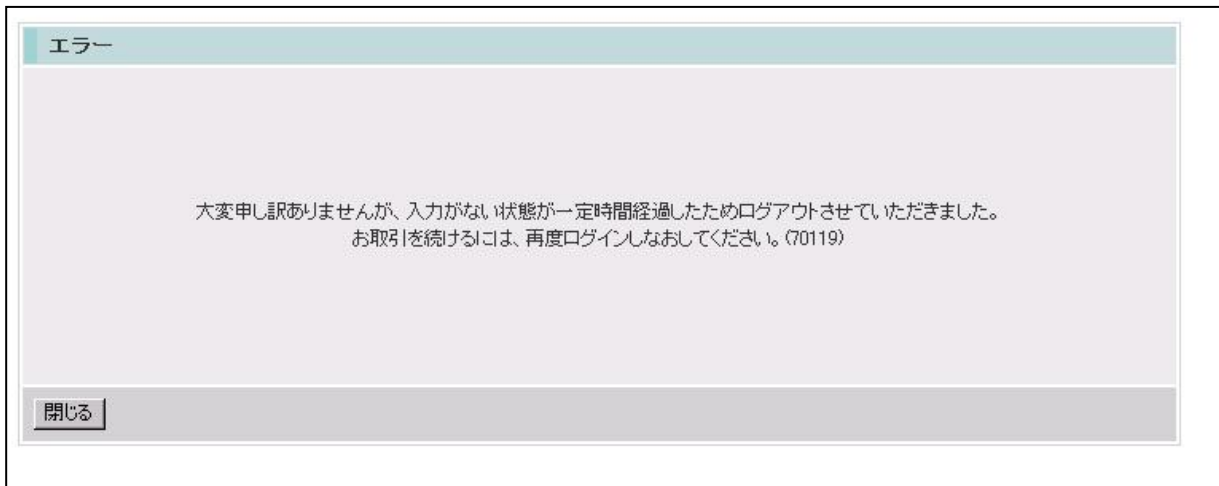 エラー
大変申し訳ありませんが、入力がない状態が一定時間経過したためログアウトさせていただきました。
お取引を続けるには、再度ログインしなおしてください。(70119)
閉じる